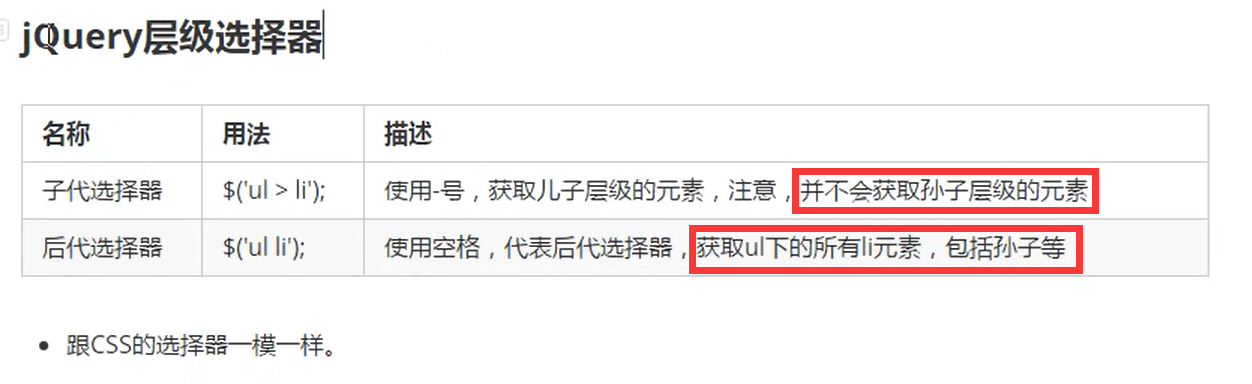 jQuery层级选择器
名称 用法 描述
子代选择器 $('ul > li'); 使用-号，获取儿子层级的元素，注意，并不会获取孙子层级的元素
后代选择器 $('ul li'); 使用空格，代表后代选择器，获取ul下的所有li元素，包括孙子等
• 跟CSS的选择器一模一样。